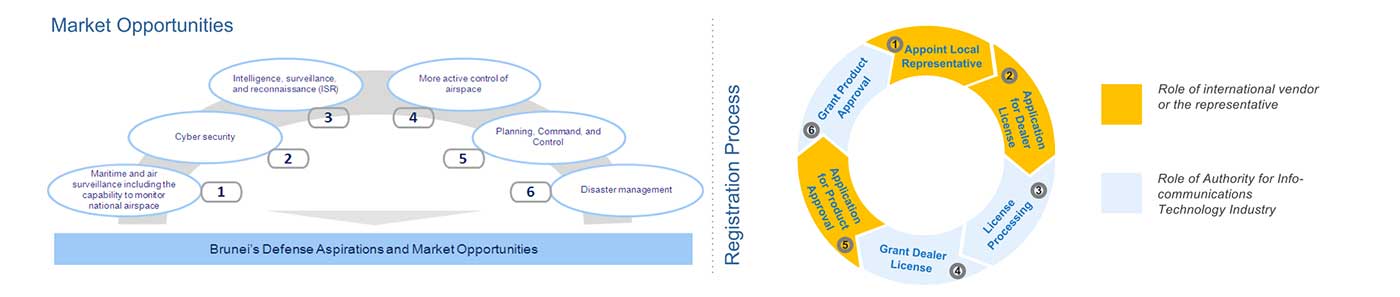 Market Opportunities
Maritime and air
surveillance including the
capability to monitor
national airspace
1
Cyber security
2
Intelligence, surveillance,
and reconnaissance (ISR)
3
More active control of
airspace
4
Planning, Command, and
Control
5
Disaster management
6
Brunei's Defense Aspirations and Market Opportunities
Registration Process
1
Appoint Local
Representative
2
Application
for Dealer
License
3
License
Processing
4
Grant Dealer
License
5
Application
for Product
Approval
6
Grant Product
Approval
Role of international vendor
or the representative
Role of Authority for Info-
communications
Technology Industry